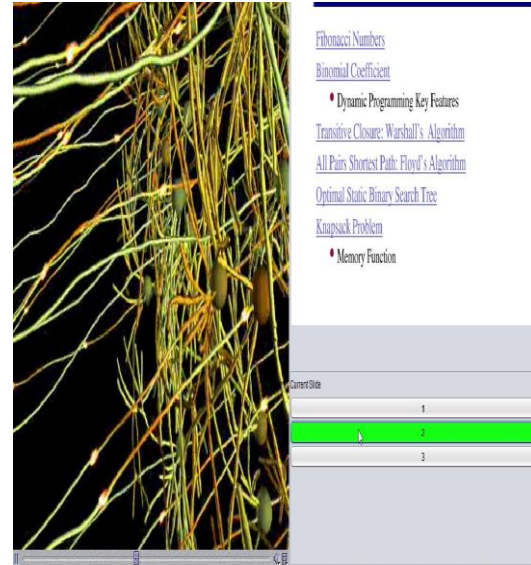 Fibonacci Numbers
Binomial Coefficient
• Dynamic Programming Key Features
Transitive Closure: Warshall's Algorithm
All Pairs Shortest Path: Floyd's Algorithm
Optimal Static Binary Search Tree
Knapsack Problem
• Memory Function
Current Slide
1
2
3